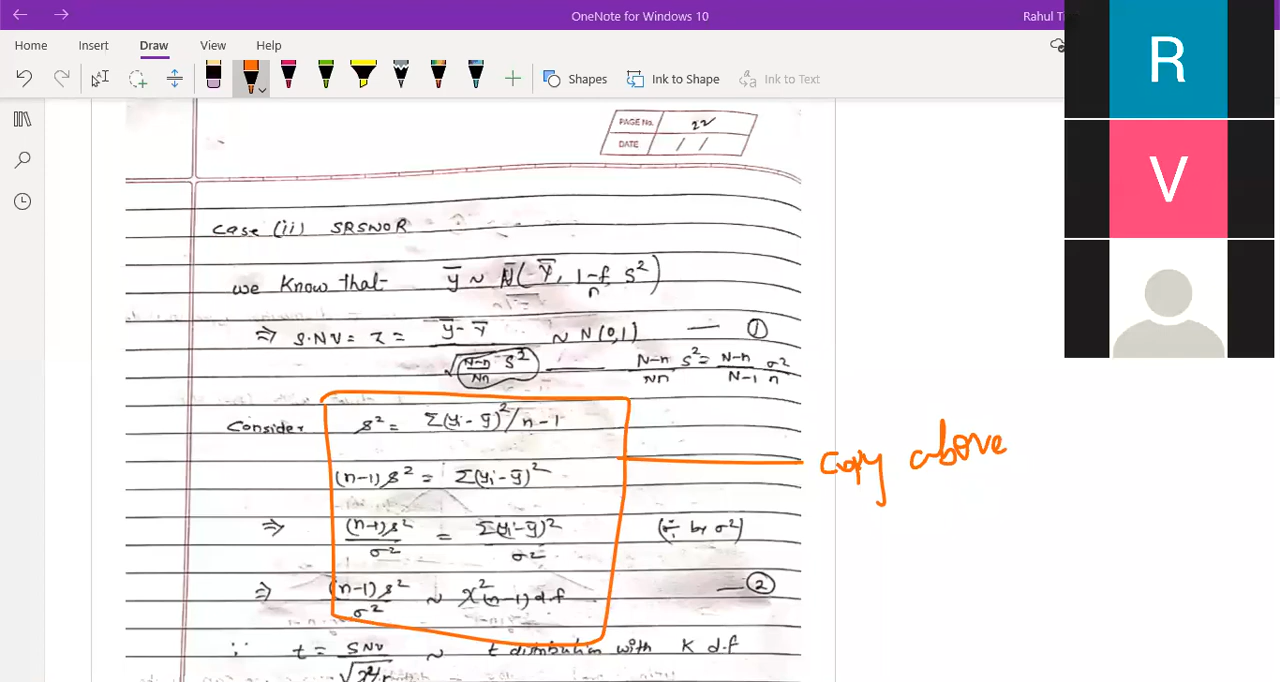 OneNote for Windows 10
Rahul T
Home Insert Draw View Help
Shapes Ink to Shape Ink to Text
R
V
PAGE No. 22
DATE / /
Case (ii) SRSWOR
we Know that ȳ ~ N(Ȳ, 1-f/n S²)
⇒ S.NV = Z = ȳ - Ȳ / √(N-n/Nn S²) ~ N(0,1) — ①
N-n/Nn S² = N-n/N-1 σ²/n
Consider s² = Σ(yi - ȳ)²/n-1
(n-1)s² = Σ(yi-ȳ)²
copy above
⇒ (n-1)s²/σ² = Σ(yi-ȳ)²/σ² (÷ by σ²)
⇒ (n-1)s²/σ² ~ χ²(n-1) d.f — ②
∵ t = SNV/√χ²/ ~ t distribution with K d.f